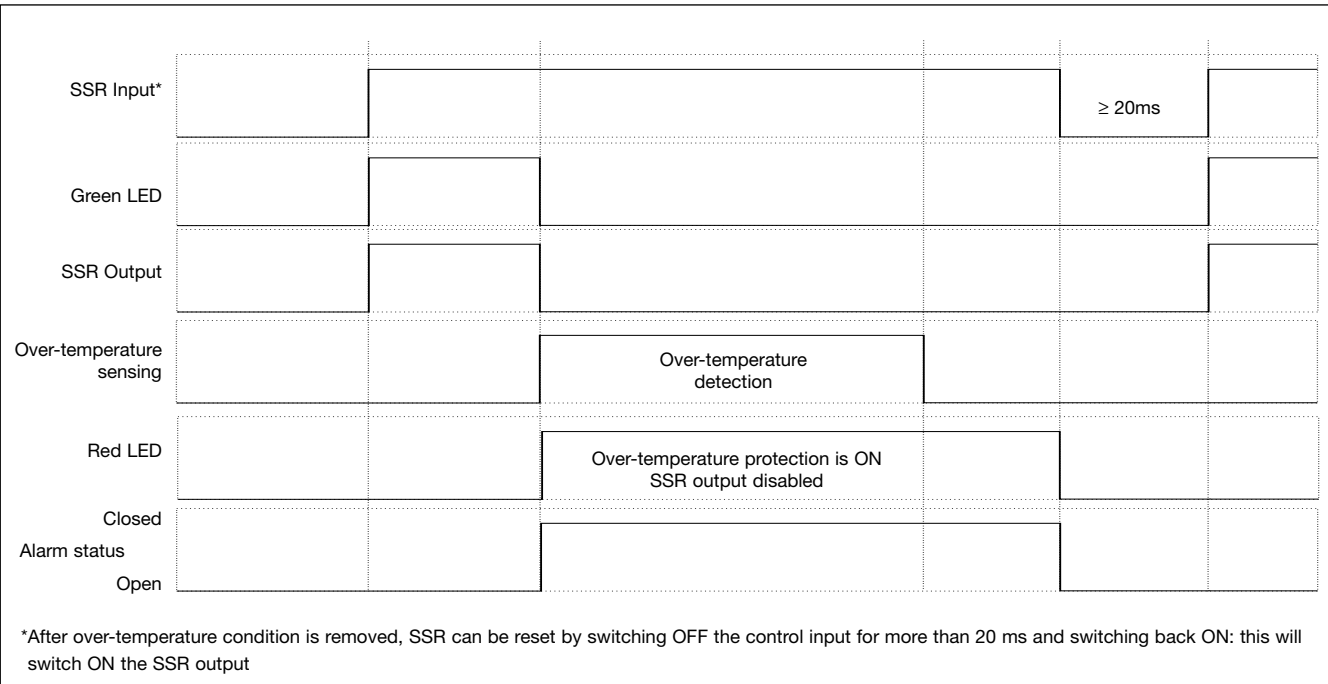 SSR Input*
≥ 20ms
Green LED
SSR Output
Over-temperature
sensing
Over-temperature
detection
Red LED
Over-temperature protection is ON
SSR output disabled
Closed
Alarm status
Open
*After over-temperature condition is removed, SSR can be reset by switching OFF the control input for more than 20 ms and switching back ON: this will
switch ON the SSR output